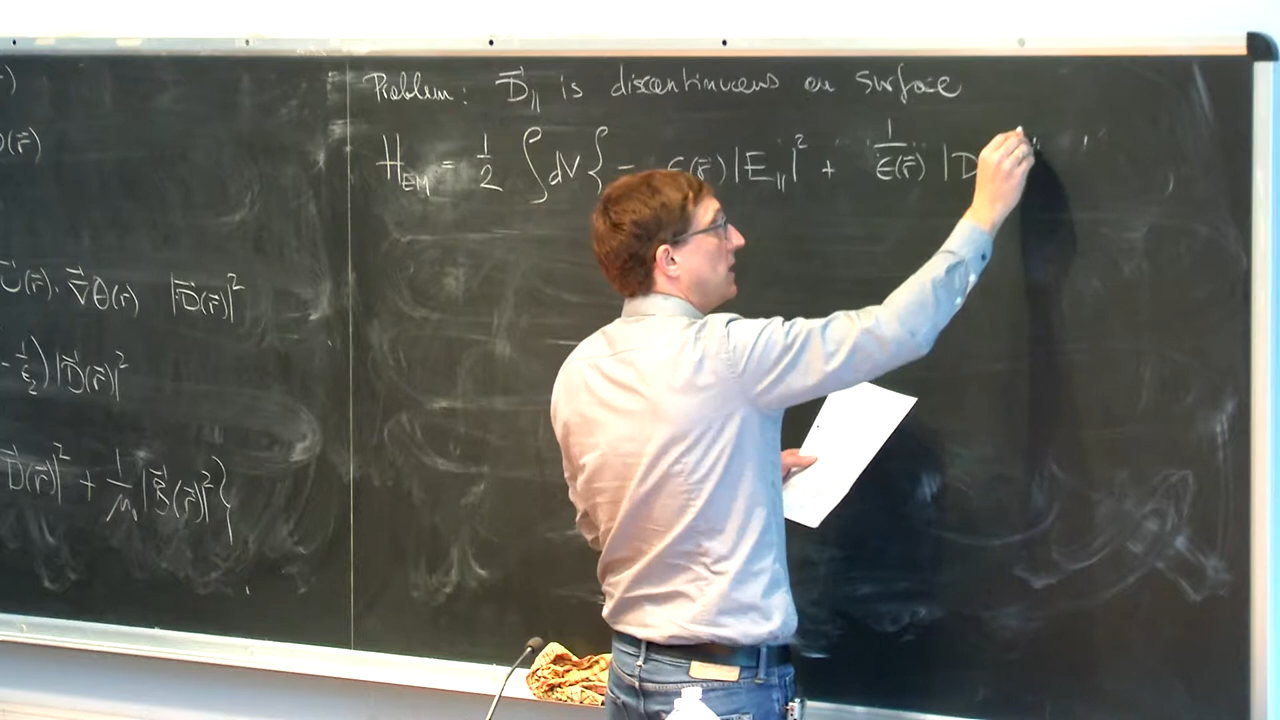 D(r⃗)
U⃗(r⃗)·∇⃗θ(r) |D⃗(r⃗)|²
- 1/ε₂) |D⃗(r⃗)|²
D⃗(r⃗)|² + 1/μ |B⃗(r⃗)|²}
Problem: D⃗∥ is discontinuous on surface
H_EM = 1/2 ∫dV { - ε(r⃗) |E∥|² + 1/ε(r⃗) |D